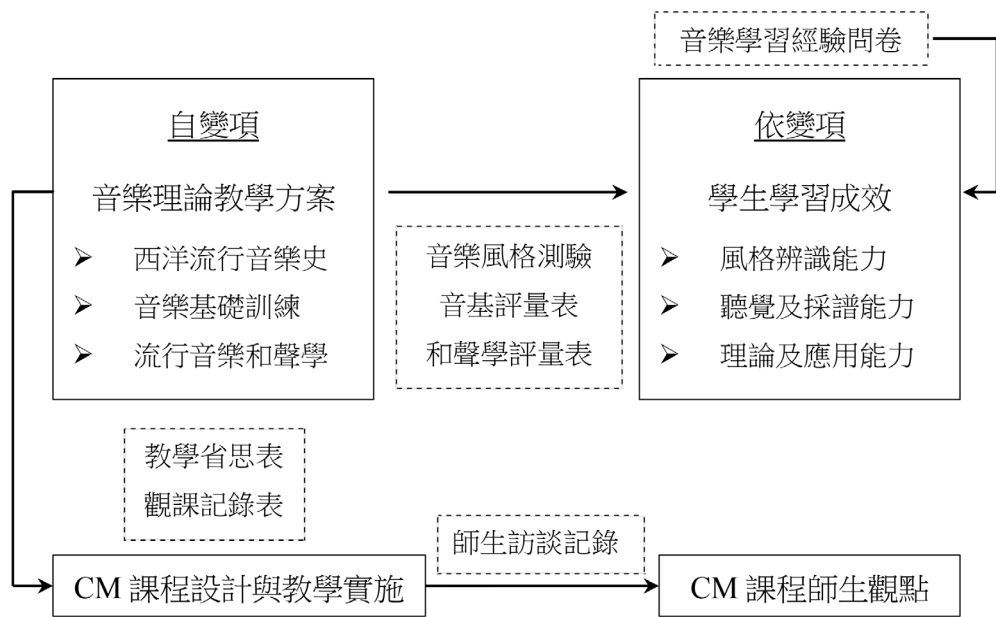 音樂學習經驗問卷
自變項
音樂理論教學方案
➢ 西洋流行音樂史
➢ 音樂基礎訓練
➢ 流行音樂和聲學
音樂風格測驗
音基評量表
和聲學評量表
依變項
學生學習成效
➢ 風格辨識能力
➢ 聽覺及採譜能力
➢ 理論及應用能力
教學省思表
觀課記錄表
師生訪談記錄
CM 課程設計與教學實施
CM 課程師生觀點